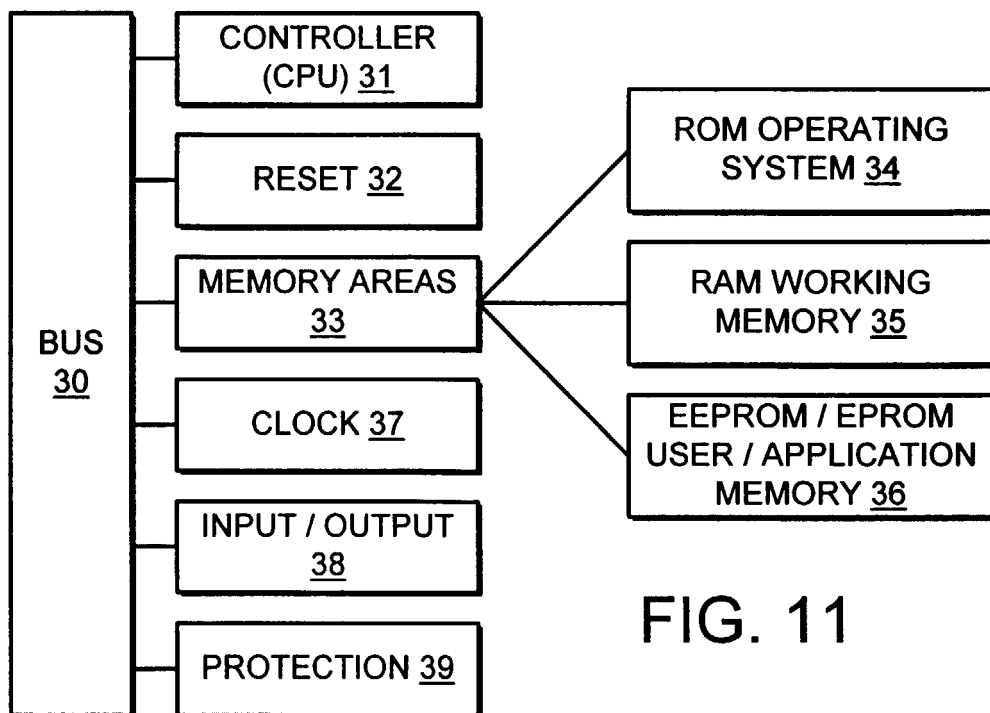 BUS
30
CONTROLLER
(CPU) 31
RESET 32
MEMORY AREAS
33
CLOCK 37
INPUT / OUTPUT
38
PROTECTION 39
ROM OPERATING
SYSTEM 34
RAM WORKING
MEMORY 35
EEPROM / EPROM
USER / APPLICATION
MEMORY 36
FIG. 11